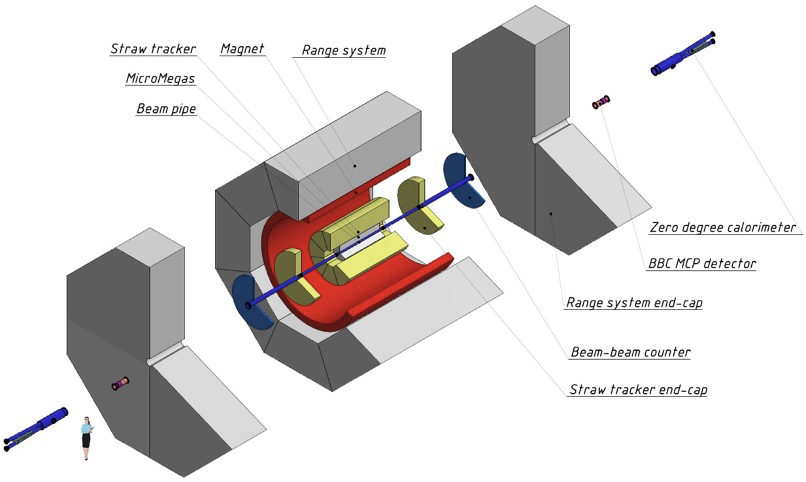 Straw tracker
Magnet
Range system
MicroMegas
Beam pipe
Zero degree calorimeter
BBC MCP detector
Range system end-cap
Beam-beam counter
Straw tracker end-cap